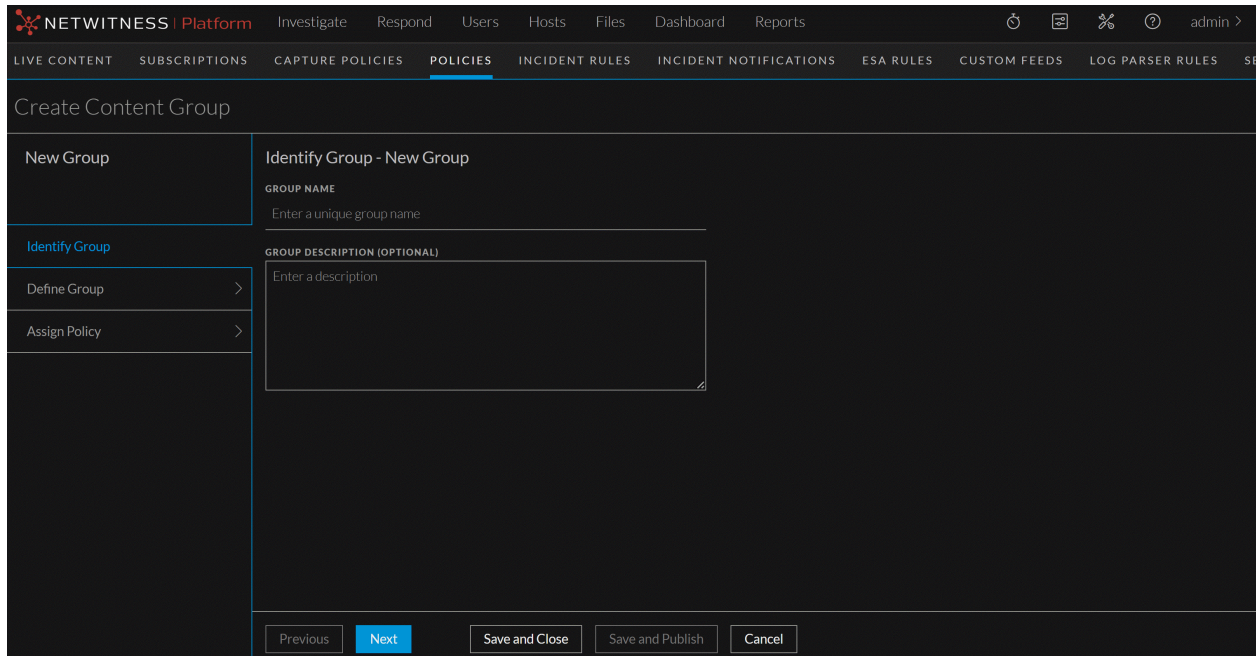 NETWITNESS | Platform Investigate Respond Users Hosts Files Dashboard Reports admin >
LIVE CONTENT SUBSCRIPTIONS CAPTURE POLICIES POLICIES INCIDENT RULES INCIDENT NOTIFICATIONS ESA RULES CUSTOM FEEDS LOG PARSER RULES SE
Create Content Group
New Group
Identify Group
Define Group
Assign Policy
Identify Group - New Group
GROUP NAME
Enter a unique group name
GROUP DESCRIPTION (OPTIONAL)
Enter a description
Previous Next Save and Close Save and Publish Cancel